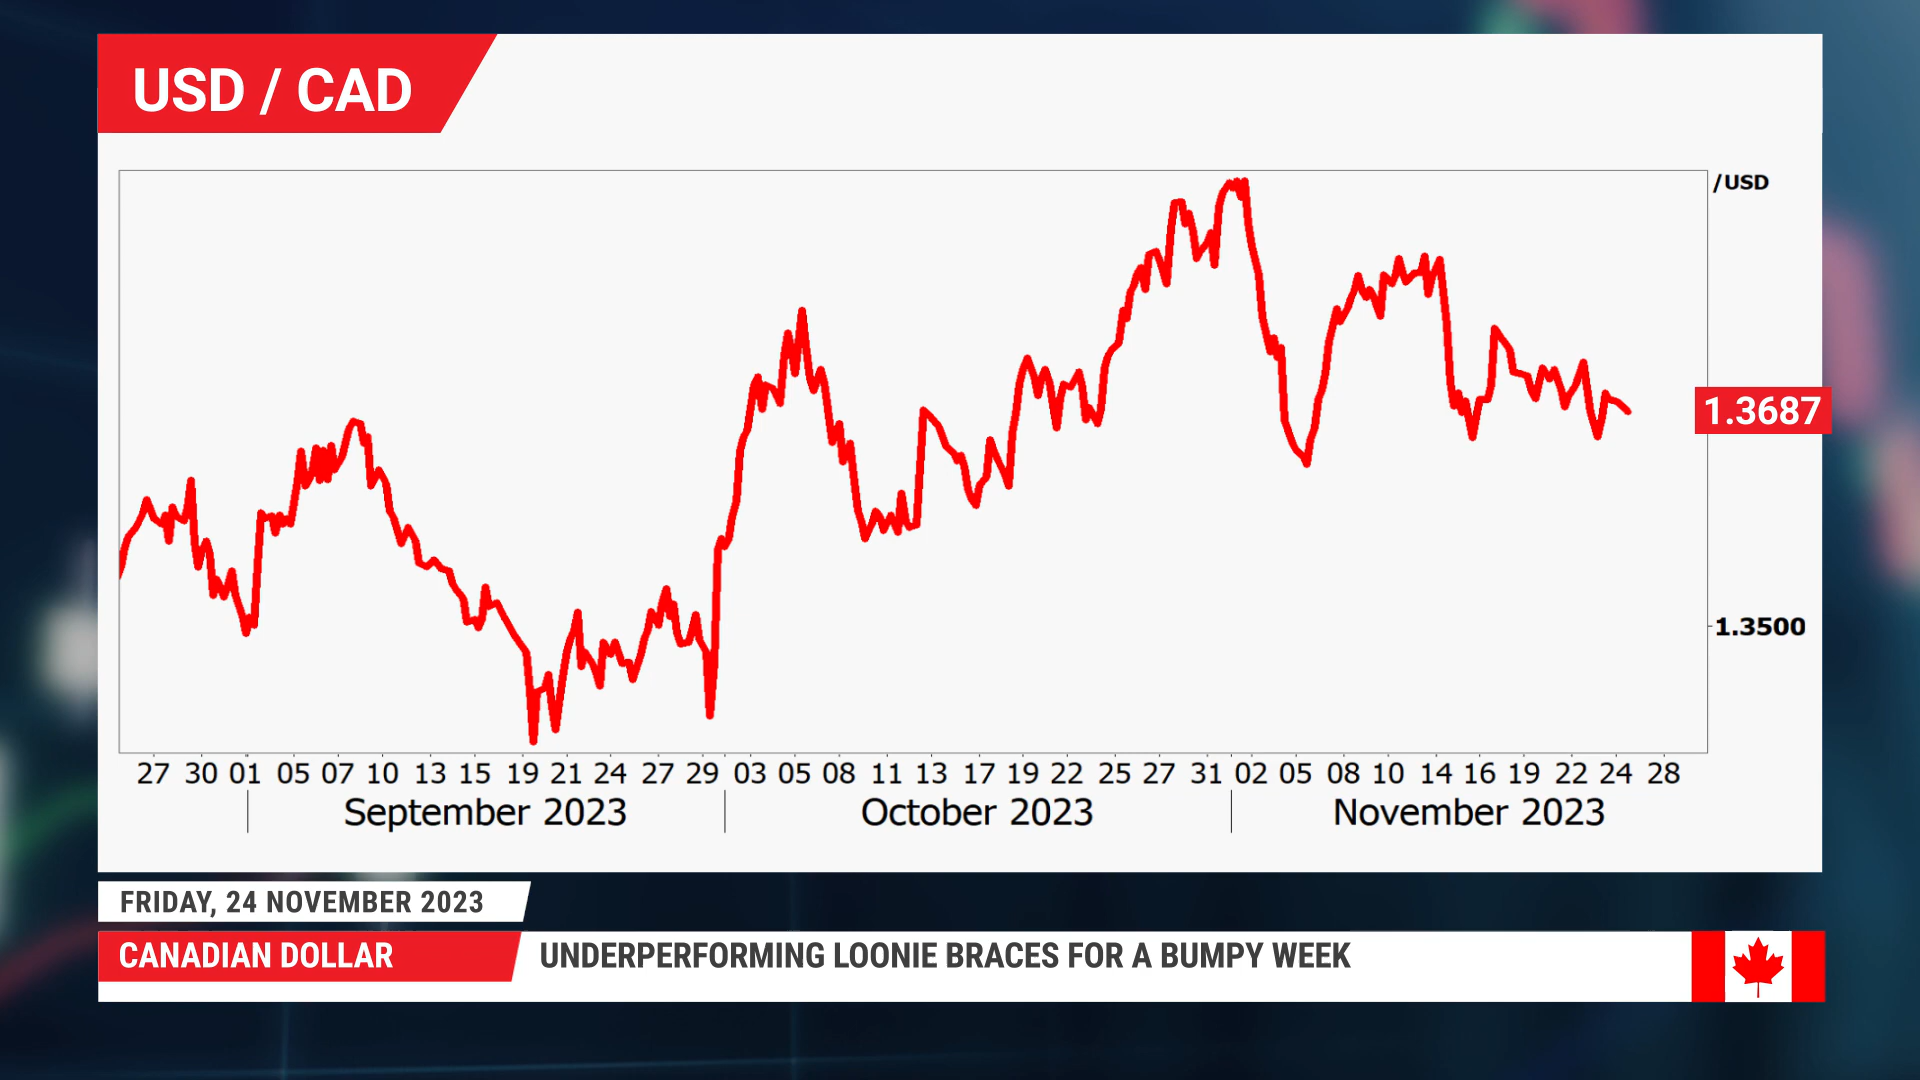 USD / CAD
/USD
1.3687
1.3500
27 30 01 05 07 10 13 15 19 21 24 27 29 03 05 08 11 13 17 19 22 25 27 31 02 05 08 10 14 16 19 22 24 28
September 2023 October 2023 November 2023
FRIDAY, 24 NOVEMBER 2023
CANADIAN DOLLAR UNDERPERFORMING LOONIE BRACES FOR A BUMPY WEEK